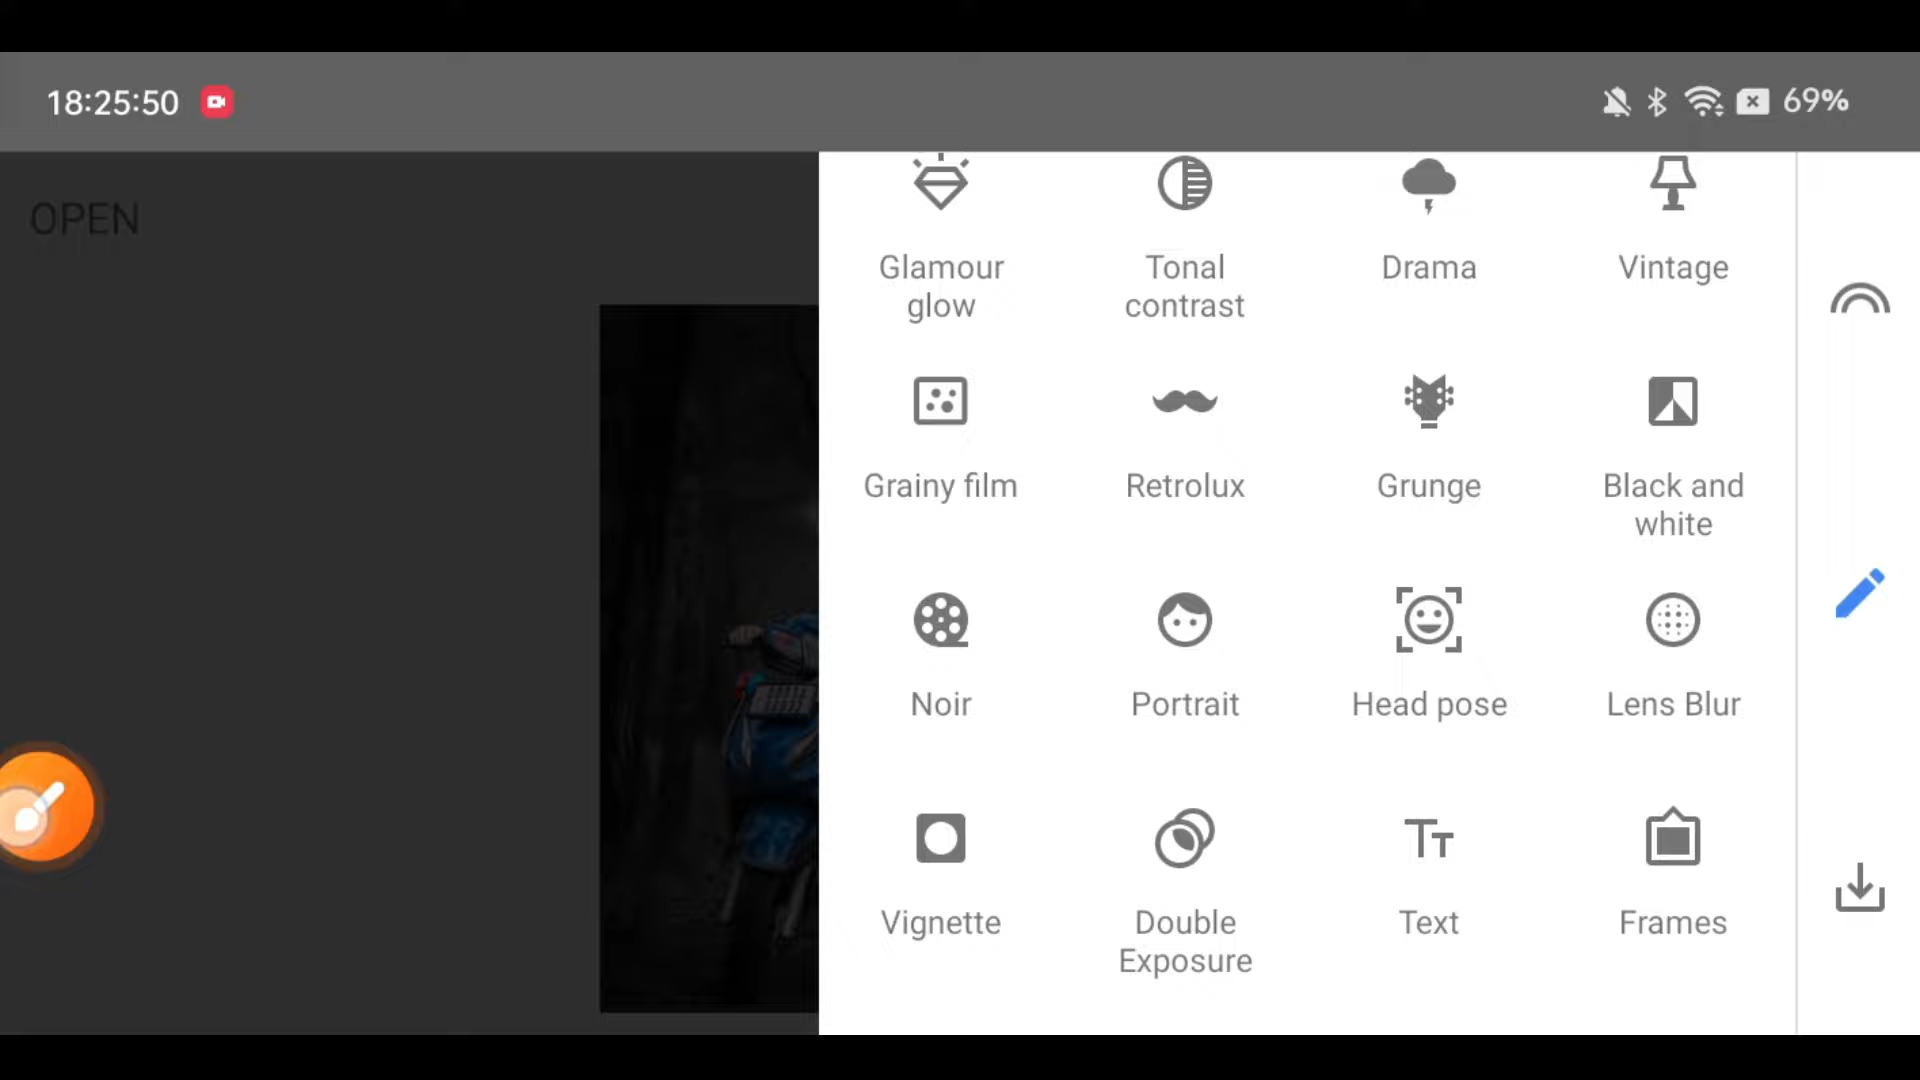 18:25:50
69%
OPEN
Glamour
glow
Tonal
contrast
Drama
Vintage
Grainy film
Retrolux
Grunge
Black and
white
Noir
Portrait
Head pose
Lens Blur
Vignette
Double
Exposure
Text
Frames